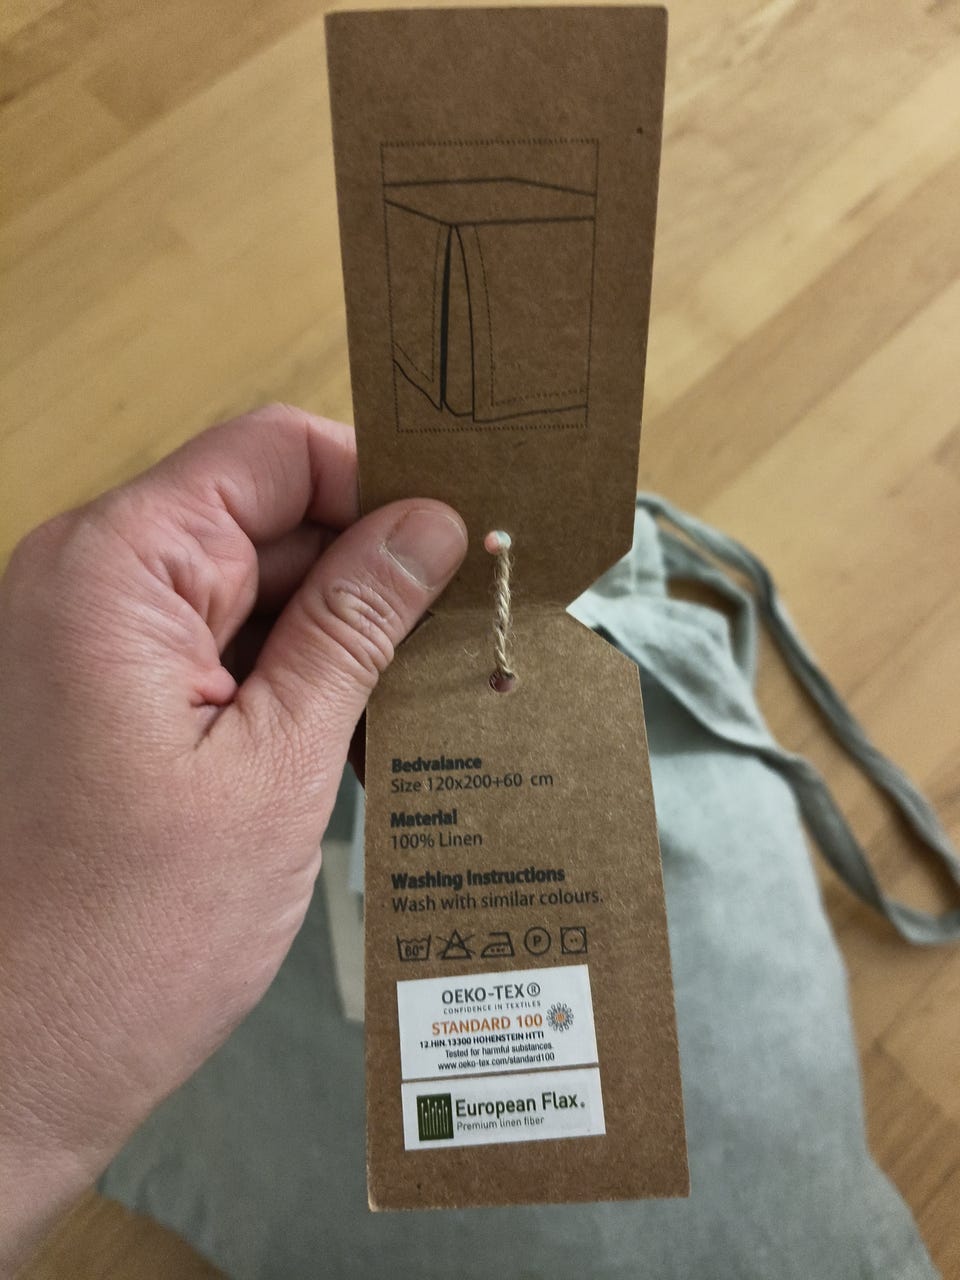 Bedvalance
Size 120x200+60 cm
Material
100% Linen
Washing Instructions
Wash with similar colours.
60°
P
OEKO-TEX®
CONFIDENCE IN TEXTILES
STANDARD 100
12.HIN.13300 HOHENSTEIN HTTI
Tested for harmful substances.
www.oeko-tex.com/standard100
European Flax®
Premium linen fiber